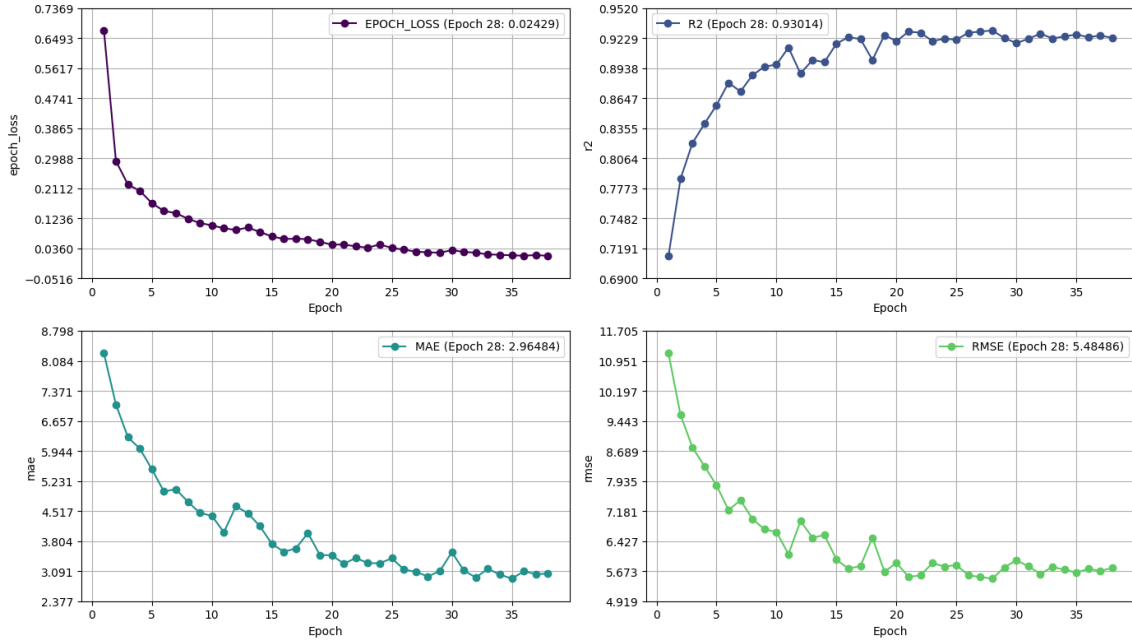 0.7369
0.6493
0.5617
0.4741
0.3865
0.2988
0.2112
0.1236
0.0360
−0.0516
epoch_loss
EPOCH_LOSS (Epoch 28: 0.02429)
0 5 10 15 20 25 30 35
Epoch
0.9520
0.9229
0.8938
0.8647
0.8355
0.8064
0.7773
0.7482
0.7191
0.6900
r2
R2 (Epoch 28: 0.93014)
0 5 10 15 20 25 30 35
Epoch
8.798
8.084
7.371
6.657
5.944
5.231
4.517
3.804
3.091
2.377
mae
MAE (Epoch 28: 2.96484)
0 5 10 15 20 25 30 35
Epoch
11.705
10.951
10.197
9.443
8.689
7.935
7.181
6.427
5.673
4.919
rmse
RMSE (Epoch 28: 5.48486)
0 5 10 15 20 25 30 35
Epoch